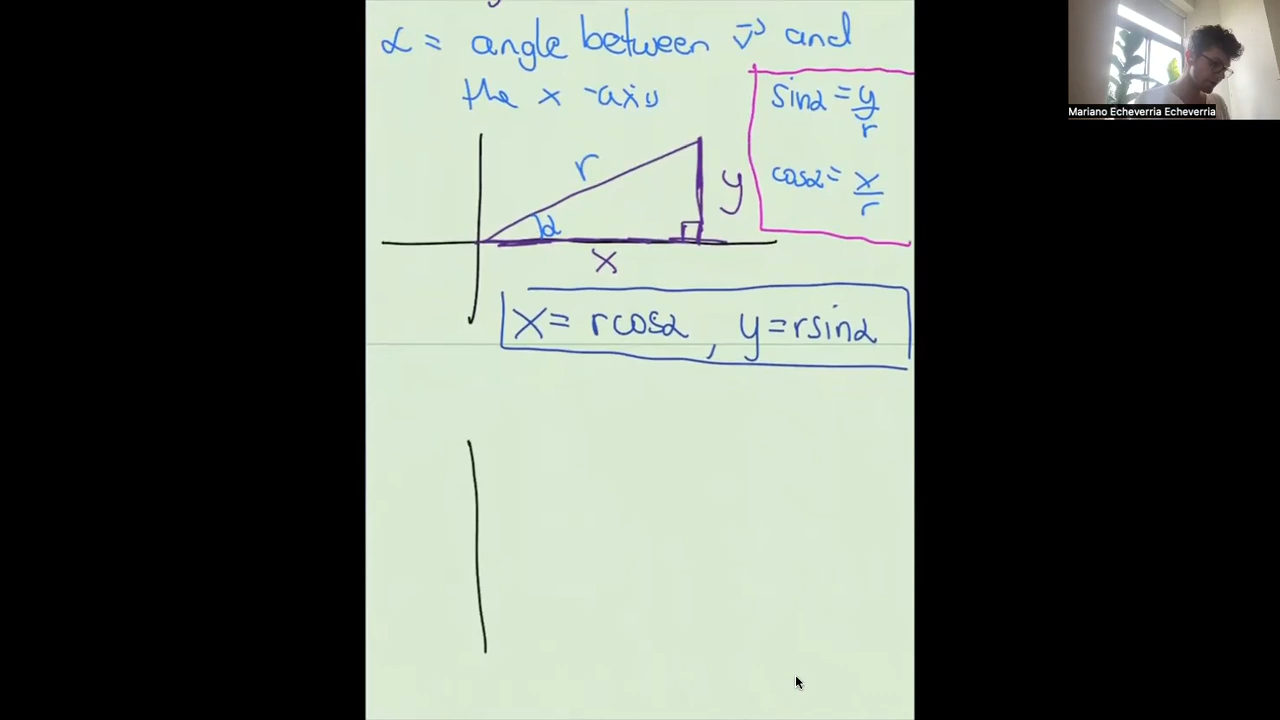 α = angle between v⃗ and
the x-axis
sinα = y/r
cosα = x/r
r
α
y
x
x = rcosα, y = rsinα
Mariano Echeverria Echeverria